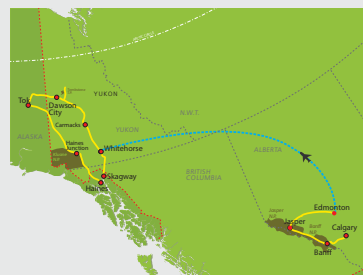 YUKON
Tok
Dawson
City
N.W.T.
ALASKA
Carmacks
YUKON
Haines
Junction
Whitehorse
ALBERTA
Skagway
BRITISH
COLUMBIA
Haines
Edmonton
Jasper
Calgary
Banff